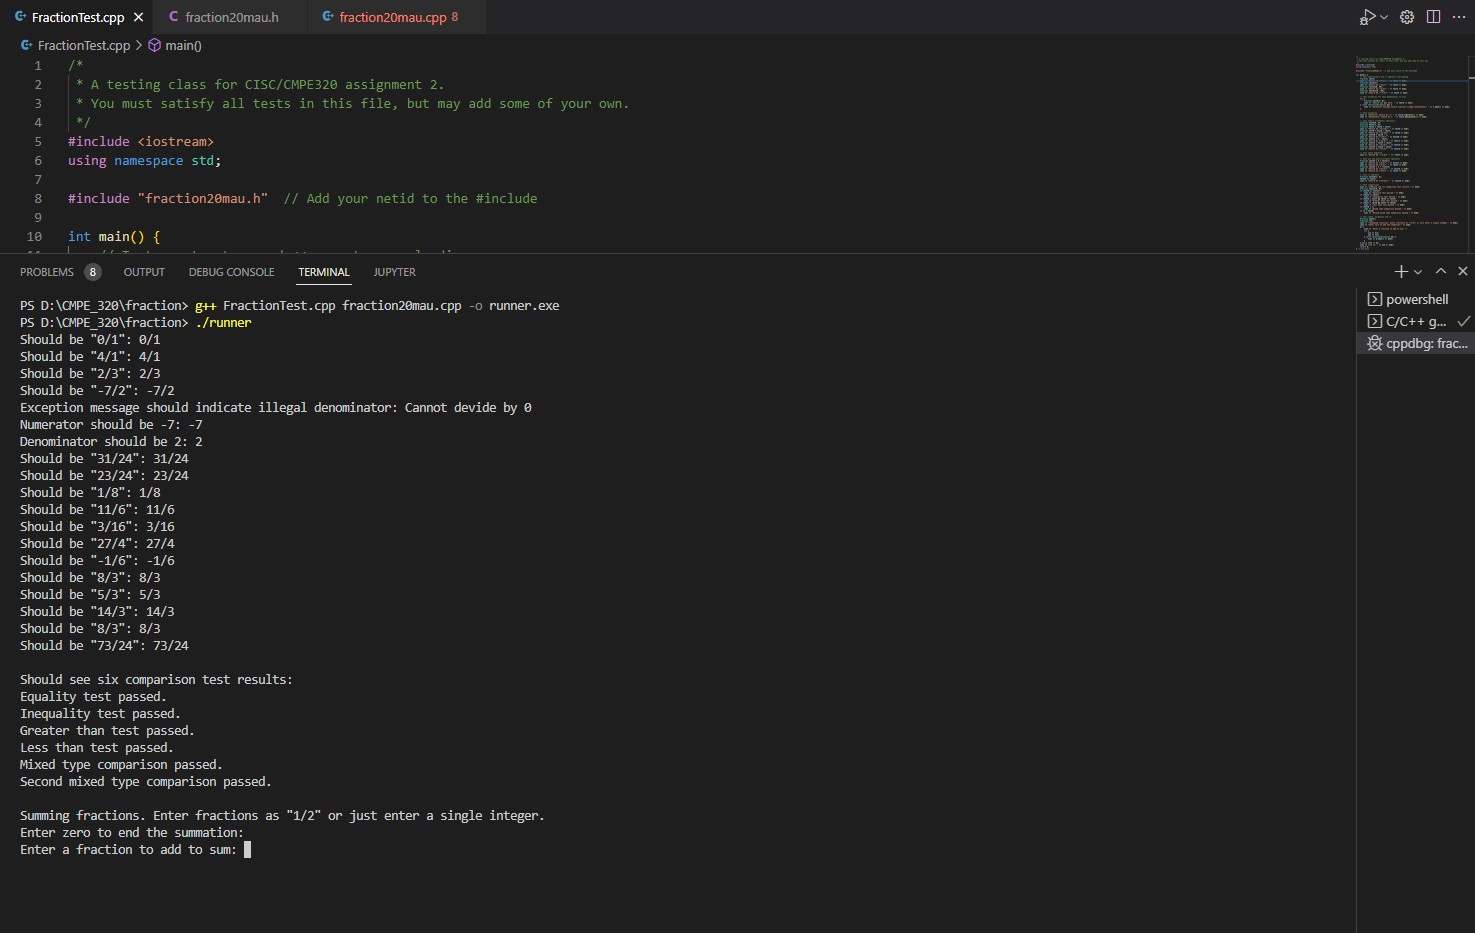 FractionTest.cpp
fraction20mau.h
fraction20mau.cpp 8
FractionTest.cpp > main()
1 /*
2 * A testing class for CISC/CMPE320 assignment 2.
3 * You must satisfy all tests in this file, but may add some of your own.
4 */
5 #include <iostream>
6 using namespace std;
7
8 #include "fraction20mau.h" // Add your netid to the #include
9
10 int main() {
PROBLEMS 8 OUTPUT DEBUG CONSOLE TERMINAL JUPYTER
PS D:\CMPE_320\fraction> g++ FractionTest.cpp fraction20mau.cpp -o runner.exe
PS D:\CMPE_320\fraction> ./runner
Should be "0/1": 0/1
Should be "4/1": 4/1
Should be "2/3": 2/3
Should be "-7/2": -7/2
Exception message should indicate illegal denominator: Cannot devide by 0
Numerator should be -7: -7
Denominator should be 2: 2
Should be "31/24": 31/24
Should be "23/24": 23/24
Should be "1/8": 1/8
Should be "11/6": 11/6
Should be "3/16": 3/16
Should be "27/4": 27/4
Should be "-1/6": -1/6
Should be "8/3": 8/3
Should be "5/3": 5/3
Should be "14/3": 14/3
Should be "8/3": 8/3
Should be "73/24": 73/24
Should see six comparison test results:
Equality test passed.
Inequality test passed.
Greater than test passed.
Less than test passed.
Mixed type comparison passed.
Second mixed type comparison passed.
Summing fractions. Enter fractions as "1/2" or just enter a single integer.
Enter zero to end the summation:
Enter a fraction to add to sum:
powershell
C/C++ g...
cppdbg: frac...